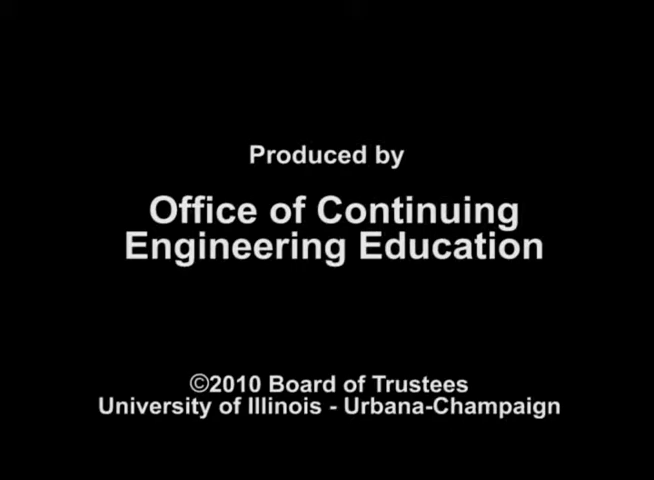 Produced by
Office of Continuing
Engineering Education
©2010 Board of Trustees
University of Illinois - Urbana-Champaign